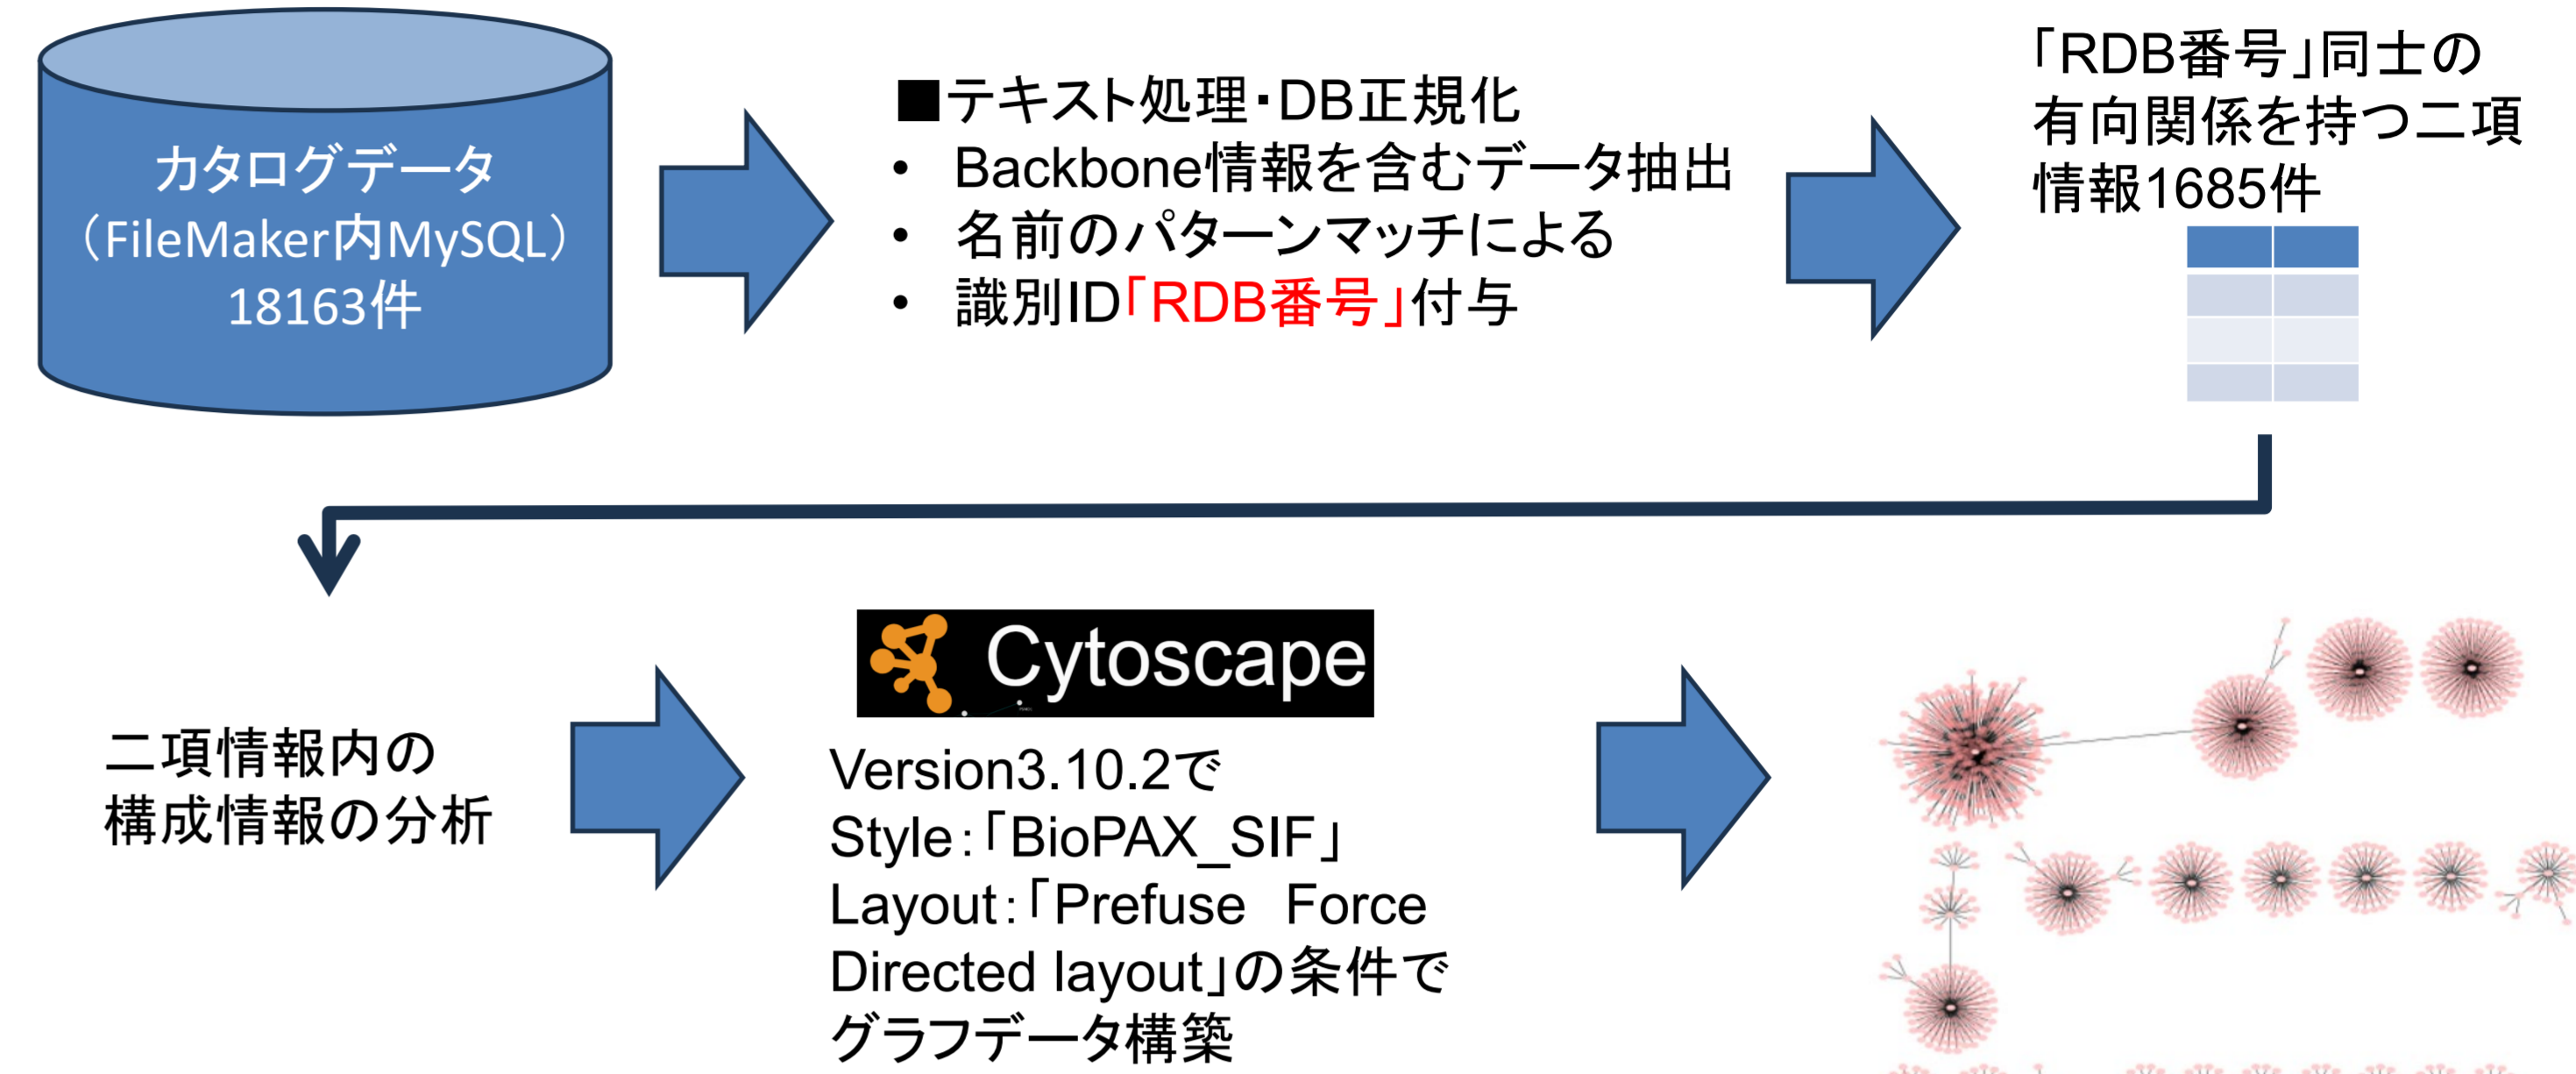 カタログデータ
（FileMaker内MySQL）
18163件
■テキスト処理・DB正規化
• Backbone情報を含むデータ抽出
• 名前のパターンマッチによる
• 識別ID「RDB番号」付与
「RDB番号」同士の
有向関係を持つ二項
情報1685件
二項情報内の
構成情報の分析
Cytoscape
Version3.10.2で
Style：「BioPAX_SIF」
Layout：「Prefuse　Force
Directed layout」の条件で
グラフデータ構築